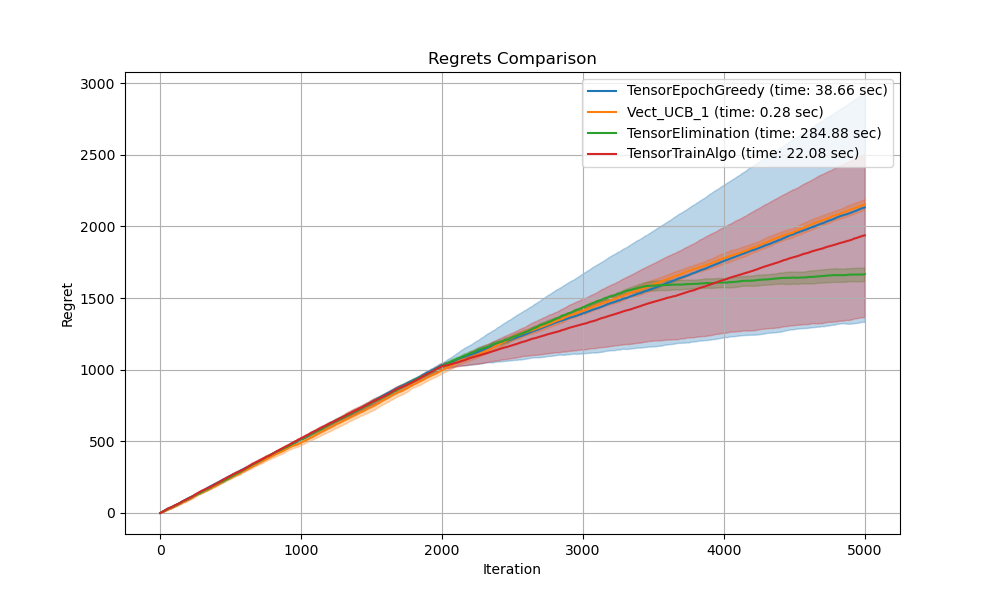 Regrets Comparison
TensorEpochGreedy (time: 38.66 sec)
Vect_UCB_1 (time: 0.28 sec)
TensorElimination (time: 284.88 sec)
TensorTrainAlgo (time: 22.08 sec)
3000
2500
2000
1500
1000
500
0
Regret
0 1000 2000 3000 4000 5000
Iteration